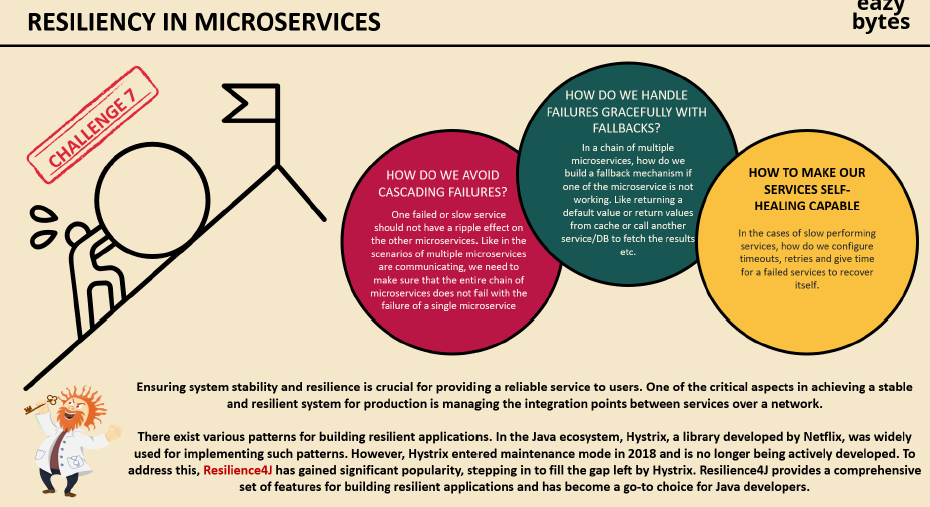 RESILIENCY IN MICROSERVICES
eazy
bytes
CHALLENGE 7
HOW DO WE AVOID
CASCADING FAILURES?
One failed or slow service
should not have a ripple effect on
the other microservices. Like in the
scenarios of multiple microservices
are communicating, we need to
make sure that the entire chain of
microservices does not fail with the
failure of a single microservice
HOW DO WE HANDLE
FAILURES GRACEFULLY WITH
FALLBACKS?
In a chain of multiple
microservices, how do we
build a fallback mechanism if
one of the microservice is not
working. Like returning a
default value or return values
from cache or call another
service/DB to fetch the results
etc.
HOW TO MAKE OUR
SERVICES SELF-
HEALING CAPABLE
In the cases of slow performing
services, how do we configure
timeouts, retries and give time
for a failed services to recover
itself.
Ensuring system stability and resilience is crucial for providing a reliable service to users. One of the critical aspects in achieving a stable
and resilient system for production is managing the integration points between services over a network.
There exist various patterns for building resilient applications. In the Java ecosystem, Hystrix, a library developed by Netflix, was widely
used for implementing such patterns. However, Hystrix entered maintenance mode in 2018 and is no longer being actively developed. To
address this, Resilience4J has gained significant popularity, stepping in to fill the gap left by Hystrix. Resilience4J provides a comprehensive
set of features for building resilient applications and has become a go-to choice for Java developers.